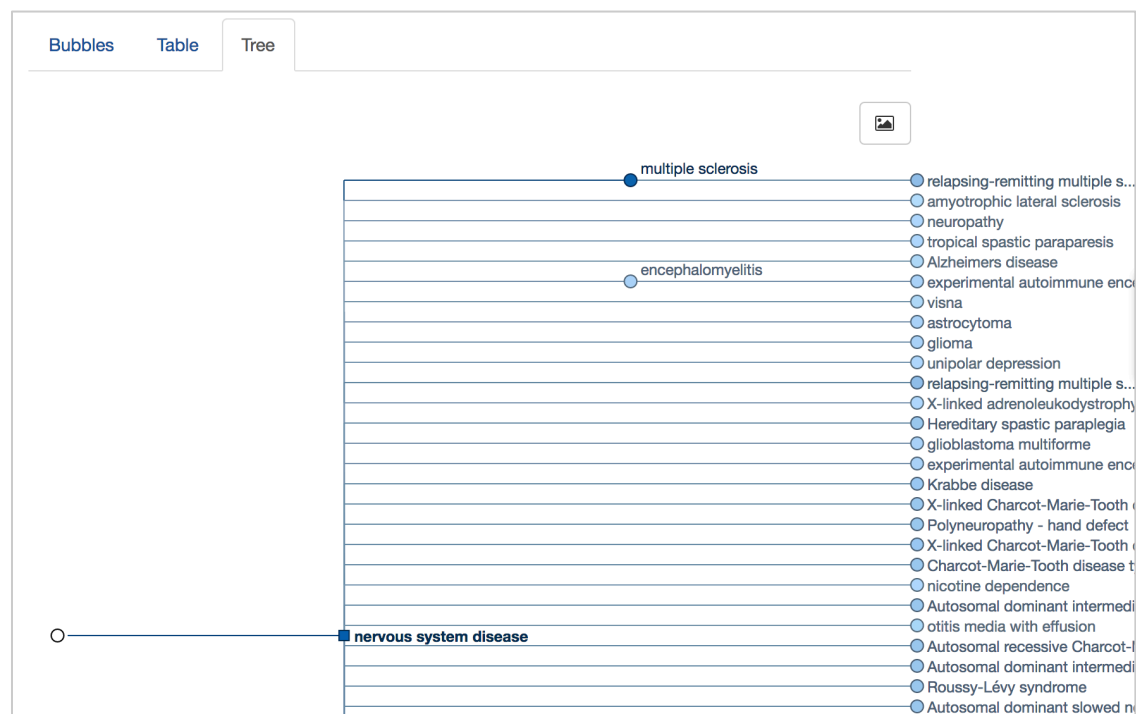 Bubbles Table Tree
multiple sclerosis
relapsing-remitting multiple s...
amyotrophic lateral sclerosis
neuropathy
tropical spastic paraparesis
Alzheimers disease
encephalomyelitis
experimental autoimmune enc
visna
astrocytoma
glioma
unipolar depression
relapsing-remitting multiple s...
X-linked adrenoleukodystrophy
Hereditary spastic paraplegia
glioblastoma multiforme
experimental autoimmune enc
Krabbe disease
X-linked Charcot-Marie-Tooth
Polyneuropathy - hand defect
X-linked Charcot-Marie-Tooth
Charcot-Marie-Tooth disease t
nicotine dependence
Autosomal dominant intermedi
otitis media with effusion
nervous system disease
Autosomal recessive Charcot-
Autosomal dominant intermedi
Roussy-Lévy syndrome
Autosomal dominant slowed n